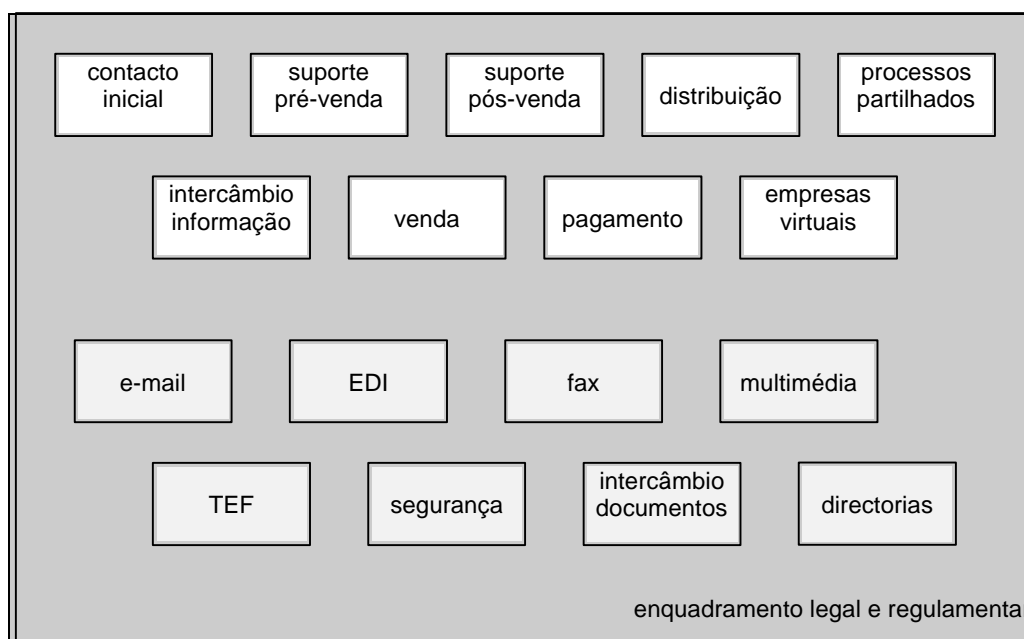 contacto
inicial
suporte
pré-venda
suporte
pós-venda
distribuição
processos
partilhados
intercâmbio
informação
venda
pagamento
empresas
virtuais
e-mail
EDI
fax
multimédia
TEF
segurança
intercâmbio
documentos
directorias
enquadramento legal e regulamenta